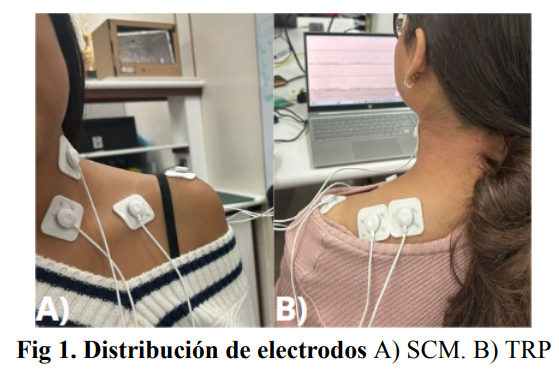 A)
B)
Fig 1. Distribución de electrodos A) SCM. B) TRP